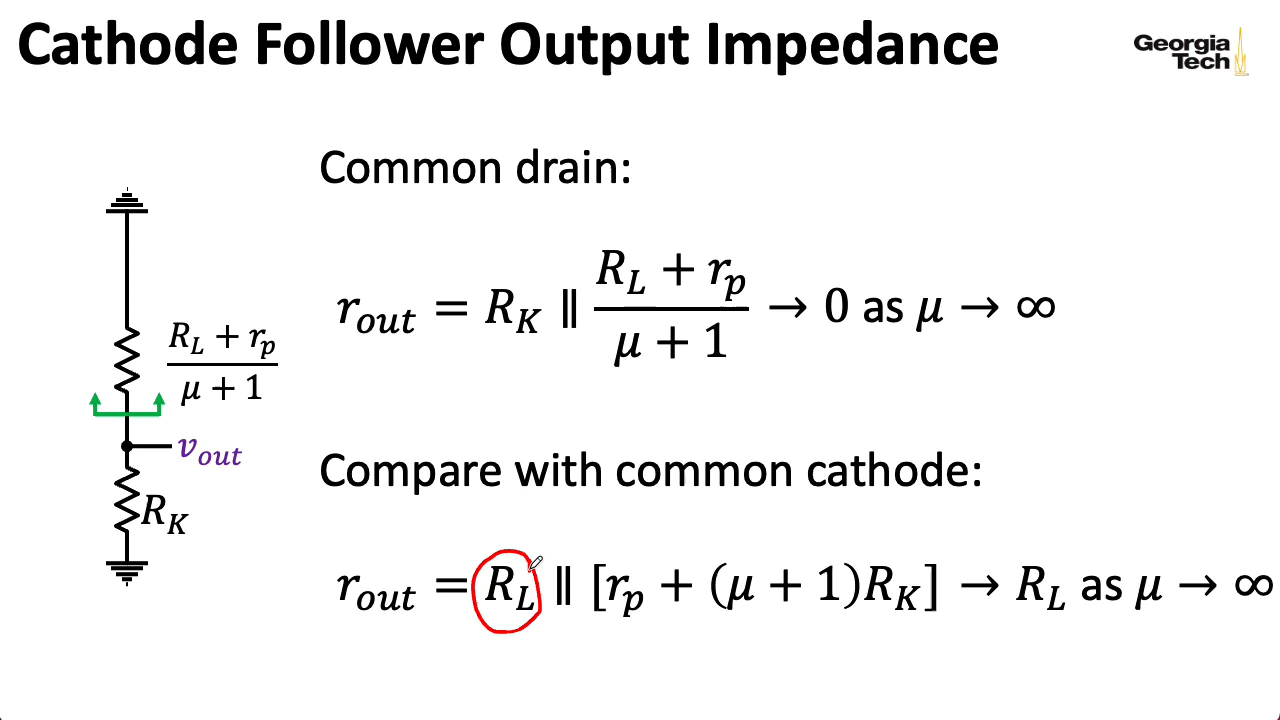 Cathode Follower Output Impedance
Georgia
Tech
Common drain:
r_out = R_K ∥ (R_L + r_p)/(μ + 1) → 0 as μ → ∞
(R_L + r_p)/(μ + 1)
v_out
R_K
Compare with common cathode:
r_out = R_L ∥ [r_p + (μ + 1)R_K] → R_L as μ → ∞